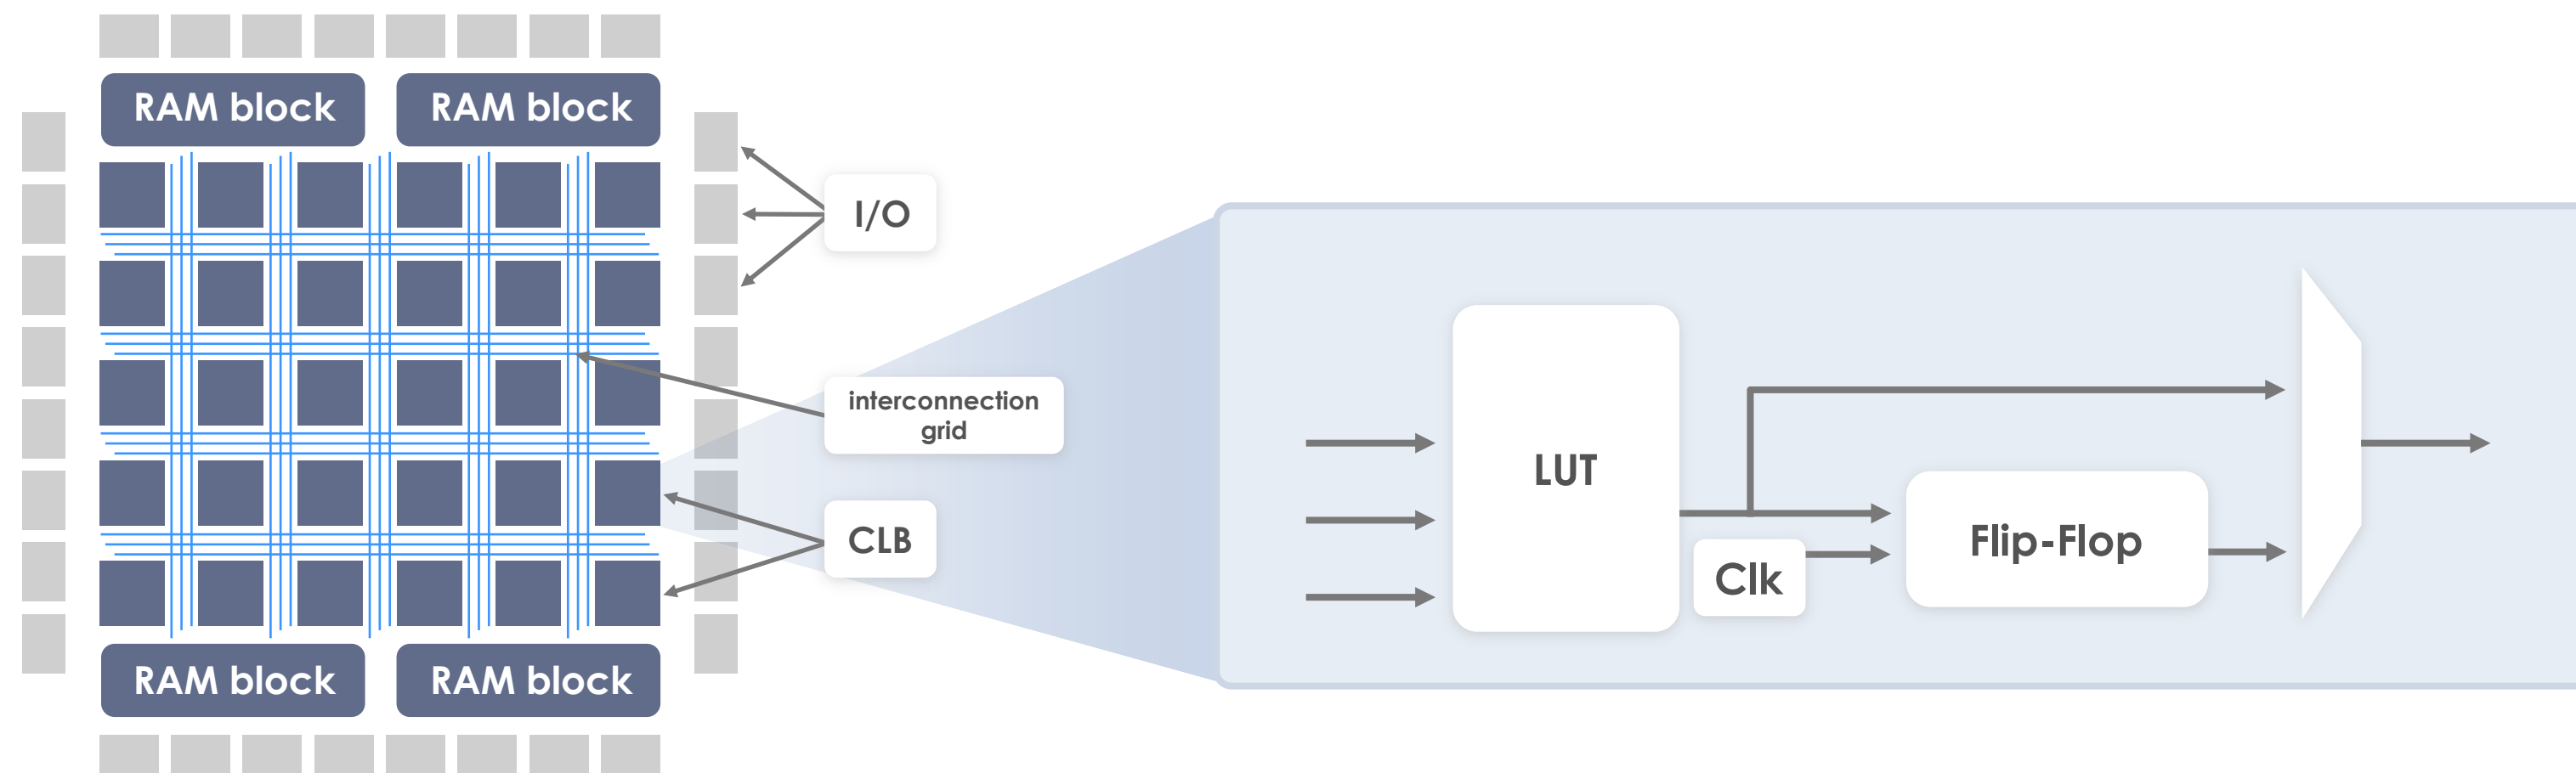 RAM block
RAM block
I/O
interconnection
grid
CLB
RAM block
RAM block
LUT
Clk
Flip-Flop